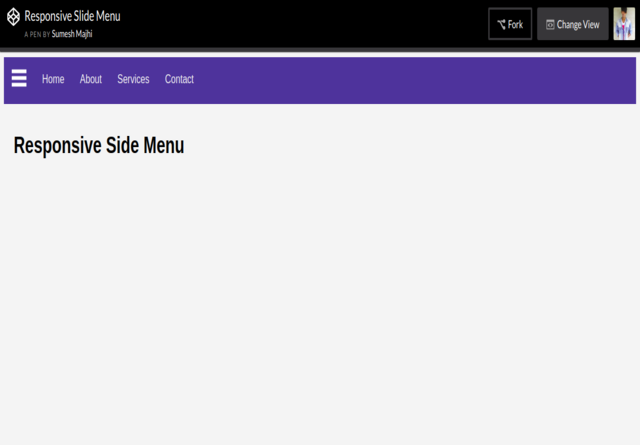 Responsive Slide Menu
A PEN BY Sumesh Majhi
Fork
Change View
Home About Services Contact
Responsive Side Menu